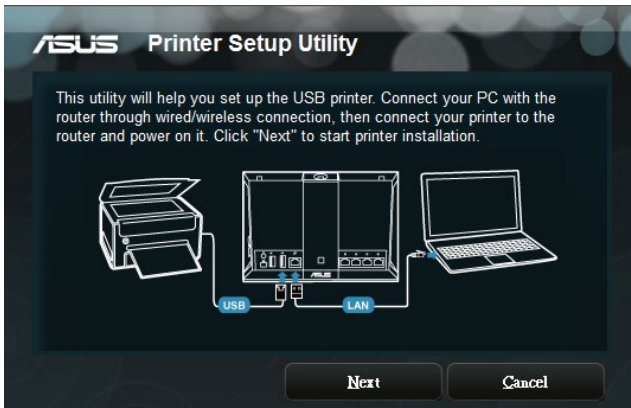 ASUS Printer Setup Utility
This utility will help you set up the USB printer. Connect your PC with the
router through wired/wireless connection, then connect your printer to the
router and power on it. Click "Next" to start printer installation.
ASUS
USB
LAN
Next
Cancel